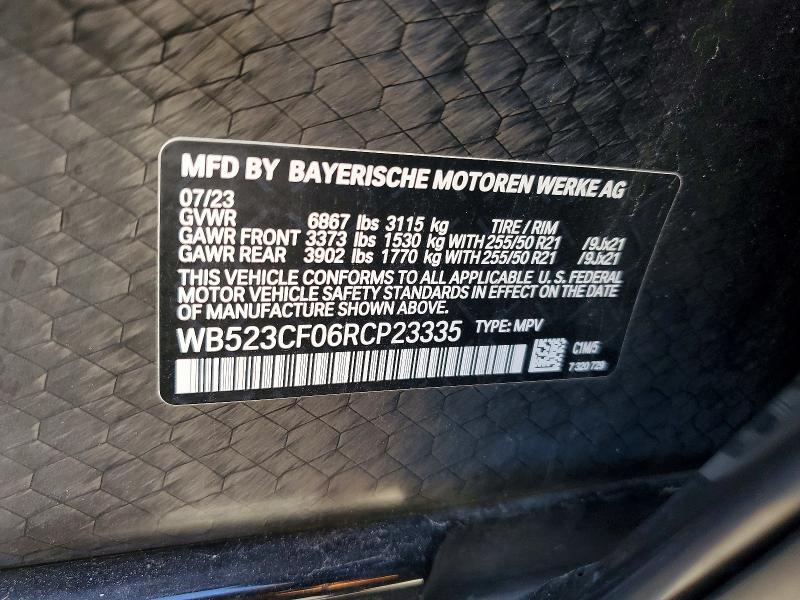 MFD BY BAYERISCHE MOTOREN WERKE AG
07/23
GVWR 6867 lbs 3115 kg TIRE / RIM
GAWR FRONT 3373 lbs 1530 kg WITH 255/50 R21 /9Jx21
GAWR REAR 3902 lbs 1770 kg WITH 255/50 R21 /9Jx21
THIS VEHICLE CONFORMS TO ALL APPLICABLE U. S. FEDERAL
MOTOR VEHICLE SAFETY STANDARDS IN EFFECT ON THE DATE
OF MANUFACTURE SHOWN ABOVE.
WB523CF06RCP23335 TYPE: MPV
C1M/5